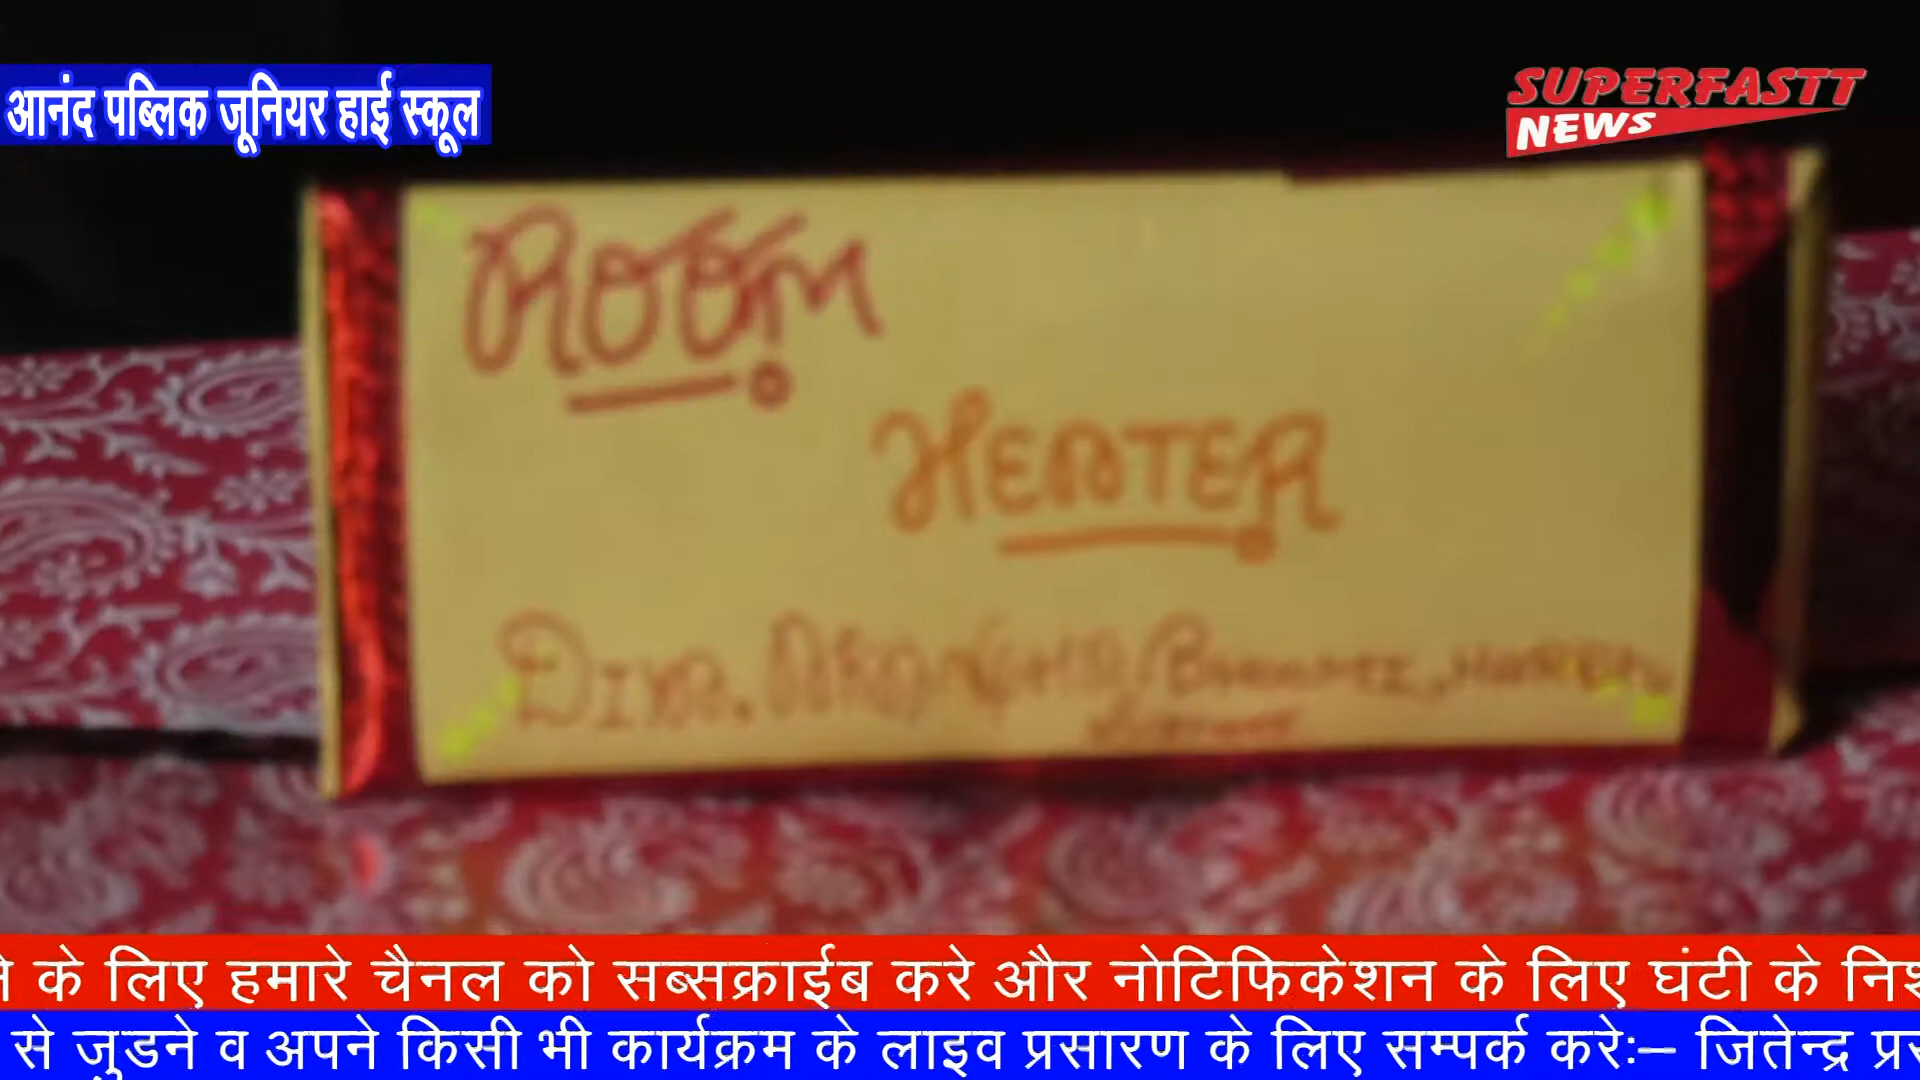 आनंद पब्लिक जूनियर हाई स्कूल
SUPERFASTT
NEWS
ROOM
HEATER
के लिए हमारे चैनल को सब्सक्राईब करे और नोटिफिकेशन के लिए घंटी के
से जुडने व अपने किसी भी कार्यक्रम के लाइव प्रसारण के लिए सम्पर्क करेः– जितेन्द्र